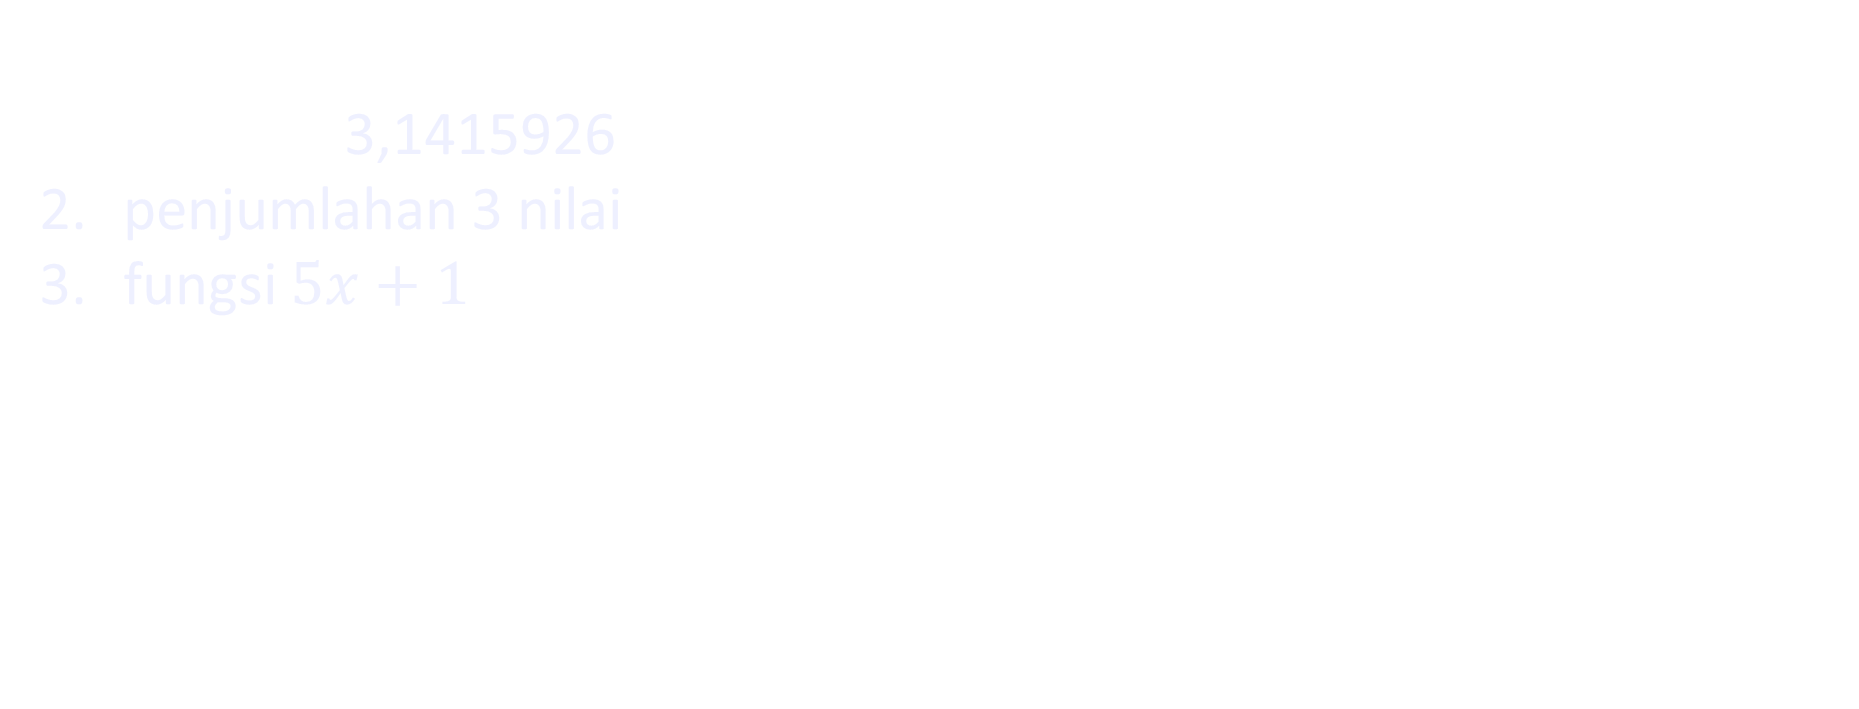 3,1415926
2. penjumlahan 3 nilai
3. fungsi 5x + 1